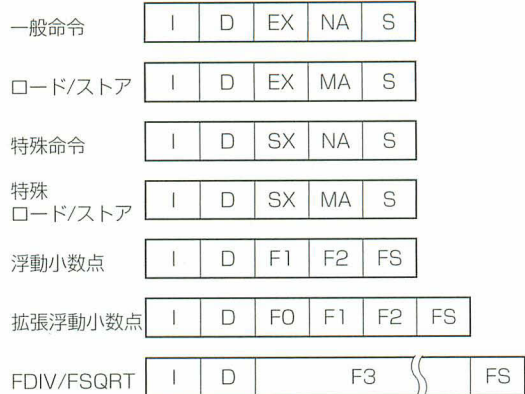 一般命令 I D EX NA S
ロード/ストア I D EX MA S
特殊命令 I D SX NA S
特殊
ロード/ストア I D SX MA S
浮動小数点 I D F1 F2 FS
拡張浮動小数点 I D F0 F1 F2 FS
FDIV/FSQRT I D F3 FS